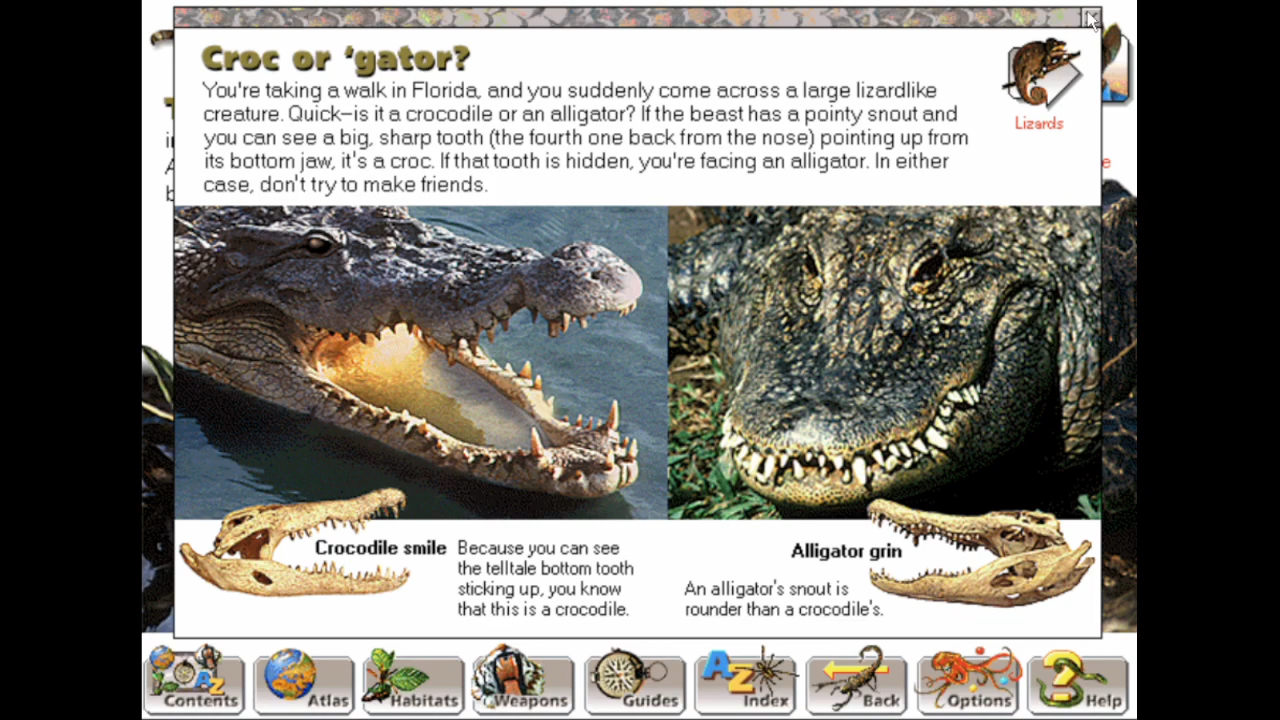 Croc or ‘gator?
You're taking a walk in Florida, and you suddenly come across a large lizardlike
creature. Quick–is it a crocodile or an alligator? If the beast has a pointy snout and
you can see a big, sharp tooth (the fourth one back from the nose) pointing up from
its bottom jaw, it's a croc. If that tooth is hidden, you're facing an alligator. In either
case, don't try to make friends.
Lizards
Crocodile smile
Because you can see
the telltale bottom tooth
sticking up, you know
that this is a crocodile.
Alligator grin
An alligator's snout is
rounder than a crocodile's.
Contents
Atlas
Habitats
Weapons
Guides
AZ Index
Back
Options
? Help